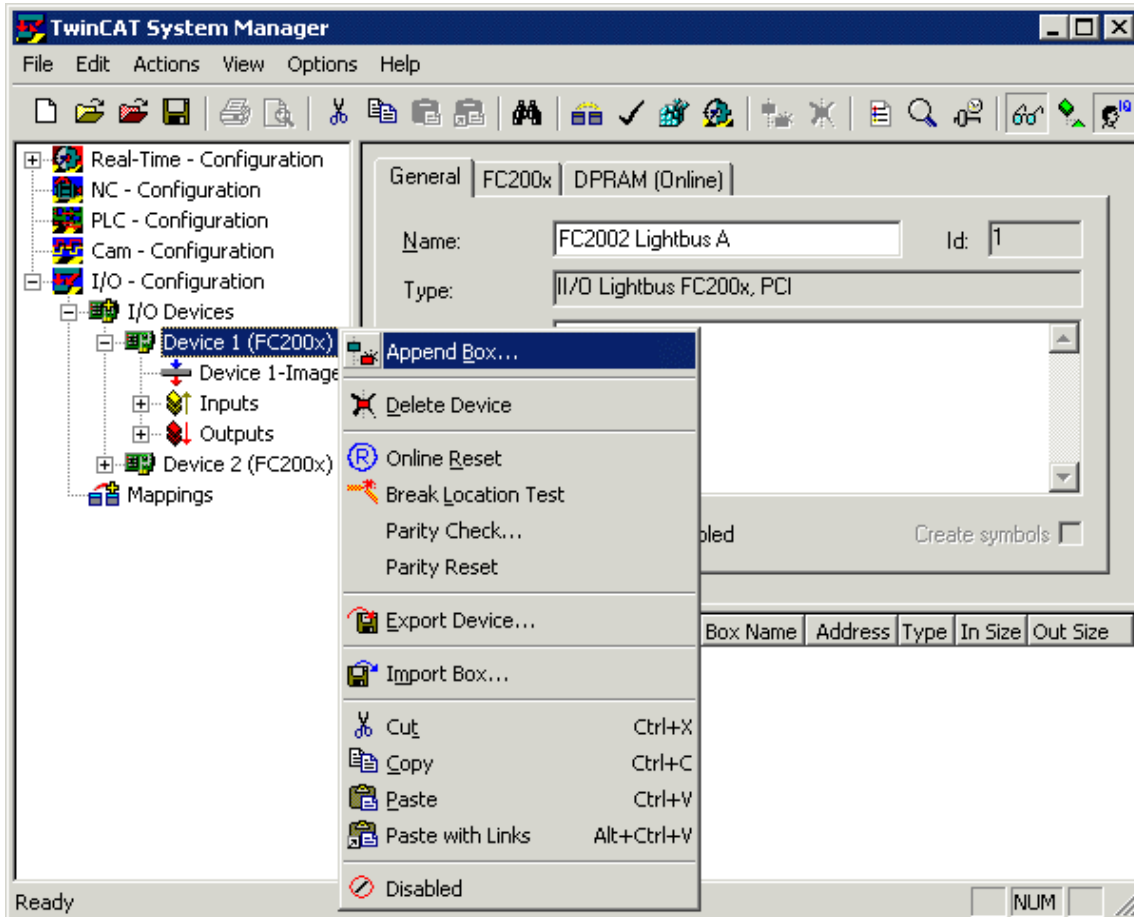 TwinCAT System Manager
File Edit Actions View Options Help
Real-Time - Configuration
NC - Configuration
PLC - Configuration
Cam - Configuration
I/O - Configuration
I/O Devices
Device 1 (FC200x)
Device 1-Image
Inputs
Outputs
Device 2 (FC200x)
Mappings
General FC200x DPRAM (Online)
Name: FC2002 Lightbus A Id: 1
Type: II/O Lightbus FC200x, PCI
Append Box...
Delete Device
Online Reset
Break Location Test
Parity Check...
Parity Reset
Export Device...
Import Box...
Cut Ctrl+X
Copy Ctrl+C
Paste Ctrl+V
Paste with Links Alt+Ctrl+V
Disabled
bled Create symbols
Box Name Address Type In Size Out Size
Ready NUM